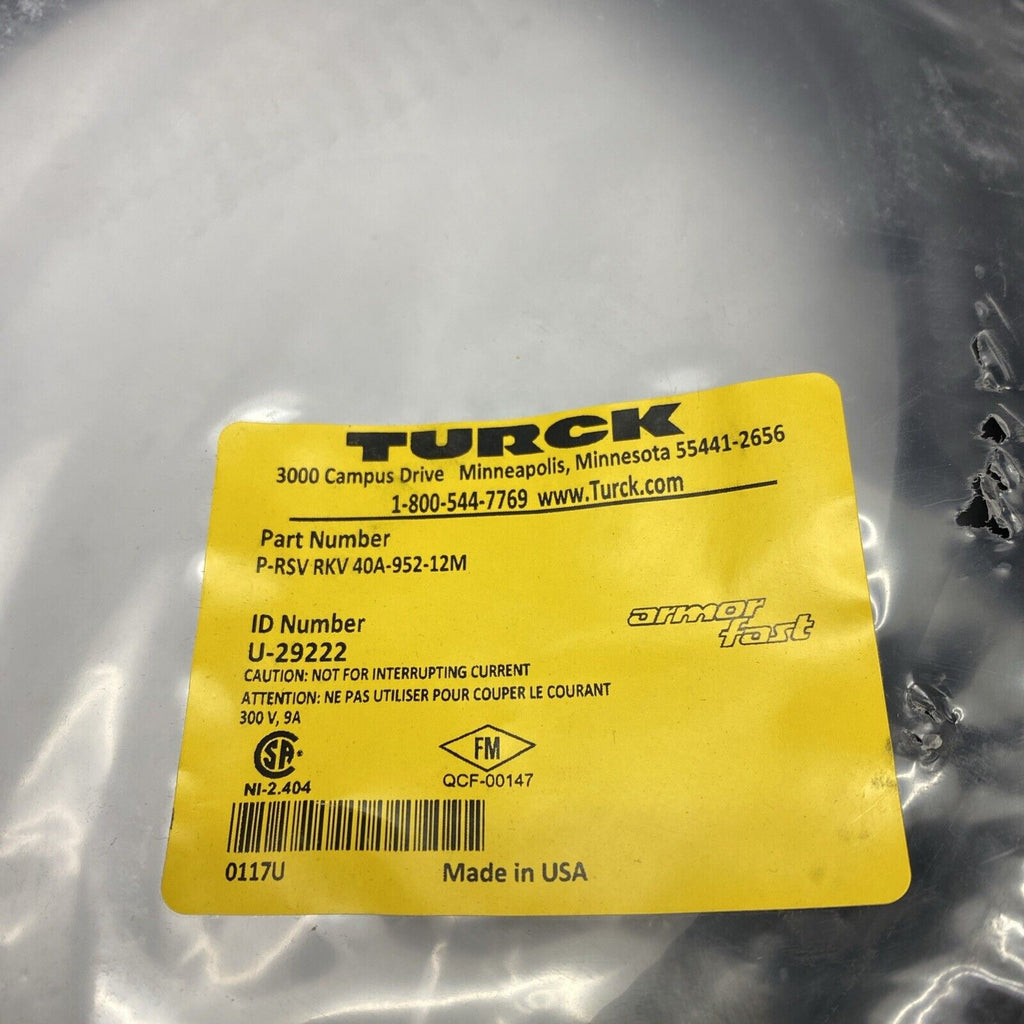 TURCK
3000 Campus Drive Minneapolis, Minnesota 55441-2656
1-800-544-7769 www.Turck.com
Part Number
P-RSV RKV 40A-952-12M
ID Number
U-29222
armor
fast
CAUTION: NOT FOR INTERRUPTING CURRENT
ATTENTION: NE PAS UTILISER POUR COUPER LE COURANT
300 V, 9A
SA®
FM
NI-2.404
QCF-00147
0117U
Made in USA